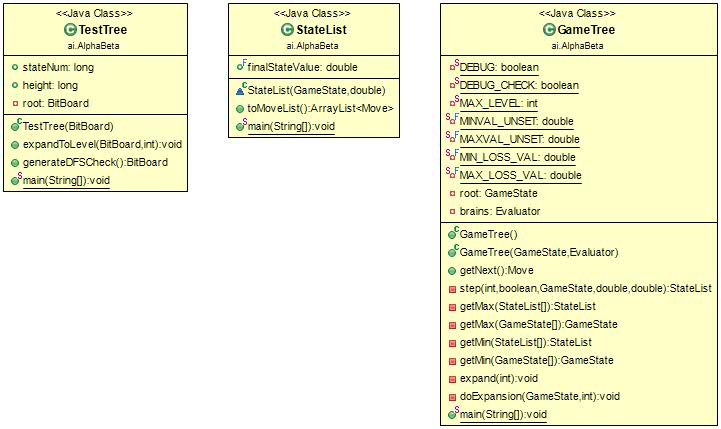 <<Java Class>>
TestTree
ai.AlphaBeta
stateNum: long
height: long
root: BitBoard
TestTree(BitBoard)
expandToLevel(BitBoard,int):void
generateDFSCheck():BitBoard
main(String[]):void
<<Java Class>>
StateList
ai.AlphaBeta
finalStateValue: double
StateList(GameState,double)
toMoveList():ArrayList<Move>
main(String[]):void
<<Java Class>>
GameTree
ai.AlphaBeta
DEBUG: boolean
DEBUG_CHECK: boolean
MAX_LEVEL: int
MINVAL_UNSET: double
MAXVAL_UNSET: double
MIN_LOSS_VAL: double
MAX_LOSS_VAL: double
root: GameState
brains: Evaluator
GameTree()
GameTree(GameState,Evaluator)
getNext():Move
step(int,boolean,GameState,double,double):StateList
getMax(StateList[]):StateList
getMax(GameState[]):GameState
getMin(StateList[]):StateList
getMin(GameState[]):GameState
expand(int):void
doExpansion(GameState,int):void
main(String[]):void